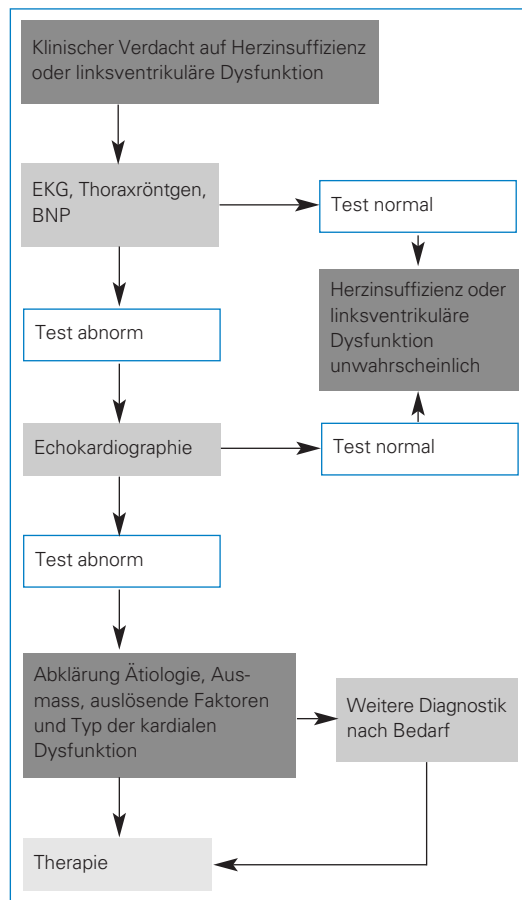 Klinischer Verdacht auf Herzinsuffizienz
oder linksventrikuläre Dysfunktion
EKG, Thoraxröntgen,
BNP
Test normal
Herzinsuffizienz oder
linksventrikuläre
Dysfunktion
unwahrscheinlich
Test abnorm
Echokardiographie
Test normal
Test abnorm
Abklärung Ätiologie, Aus-
mass, auslösende Faktoren
und Typ der kardialen
Dysfunktion
Weitere Diagnostik
nach Bedarf
Therapie